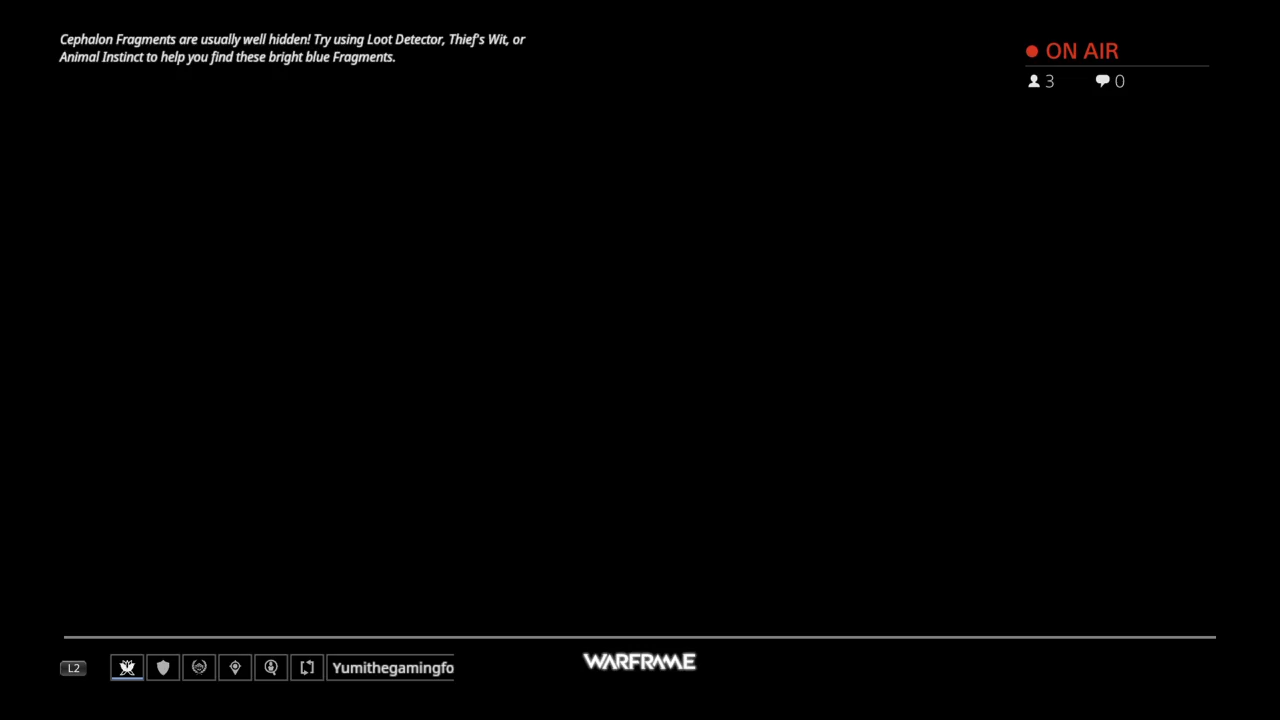 Cephalon Fragments are usually well hidden! Try using Loot Detector, Thief's Wit, or
Animal Instinct to help you find these bright blue Fragments.
ON AIR
3 0
L2 Yumithegamingfo
WARFRAME